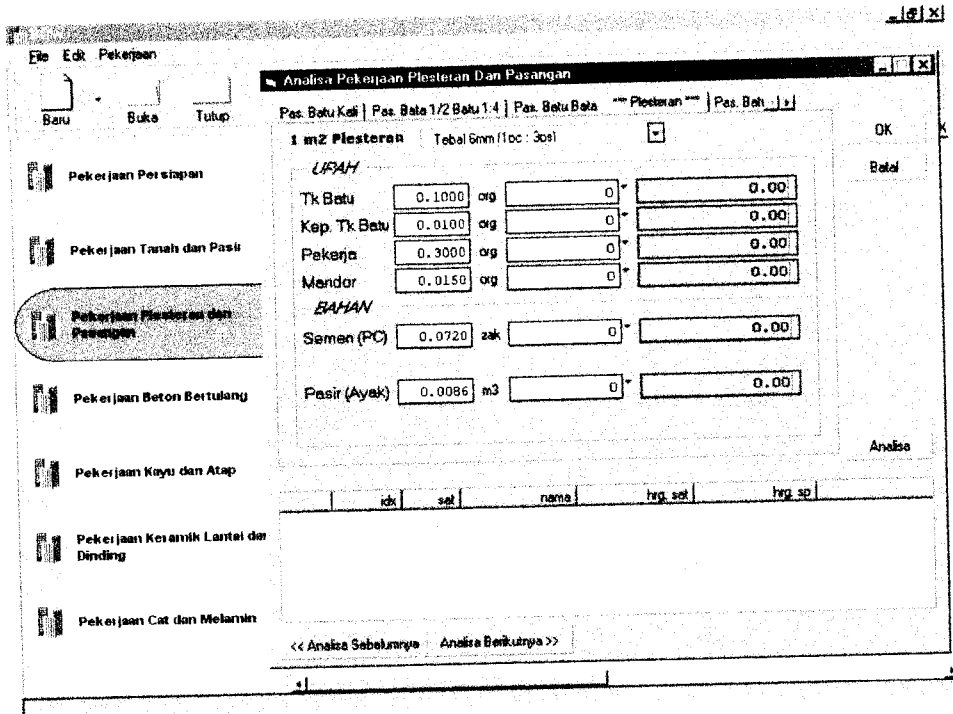 File Edit Pekerjaan
Baru Buka Tutup
Pekerjaan Persiapan
Pekerjaan Tanah dan Pasir
Pekerjaan Plesteran dan
Pasangan
Pekerjaan Beton Bertulang
Pekerjaan Kayu dan Atap
Pekerjaan Keramik Lantai dan
Dinding
Pekerjaan Cat dan Melamin
Analisa Pekerjaan Plesteran Dan Pasangan
Pas. Batu Kali Pas. Bata 1/2 Batu 1:4 Pas. Batu Bata *** Plesteran *** Pas. Bat
1 m2 Plesteran Tebal 6mm (1pc : 3ps)
UPAH
Tk Batu 0.1000 org 0 * 0.00
Kep. Tk Batu 0.0100 org 0 * 0.00
Pekerja 0.3000 org 0 * 0.00
Mandor 0.0150 org 0 * 0.00
BAHAN
Semen (PC) 0.0720 zak 0 * 0.00
Pasir (Ayak) 0.0086 m3 0 * 0.00
OK
Batal
Analisa
idx sat nama hrg_sat hrg_sp
<< Analisa Sebelumnya Analisa Berikutnya >>